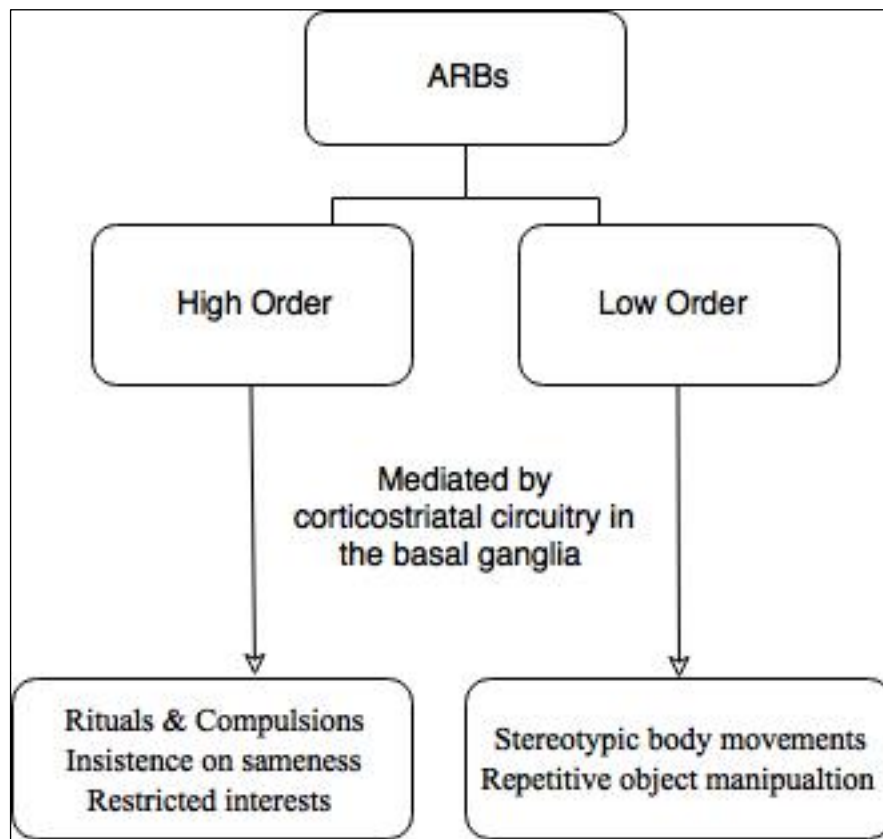 ARBs
High Order
Low Order
Mediated by
corticostriatal circuitry in
the basal ganglia
Rituals & Compulsions
Insistence on sameness
Restricted interests
Stereotypic body movements
Repetitive object manipualtion